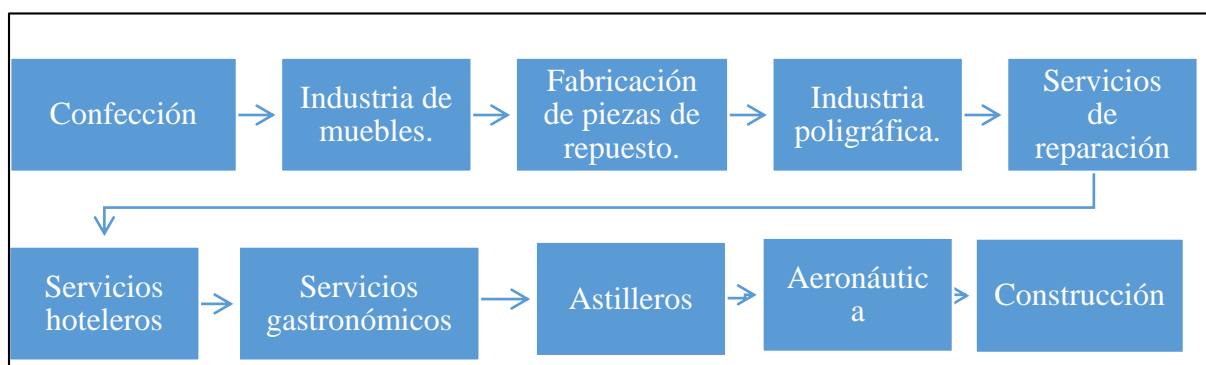 Confección
Industria de
muebles.
Fabricación
de piezas de
repuesto.
Industria
poligráfica.
Servicios
de
reparación
Servicios
hoteleros
Servicios
gastronómicos
Astilleros
Aeronáutic
a
Construcción